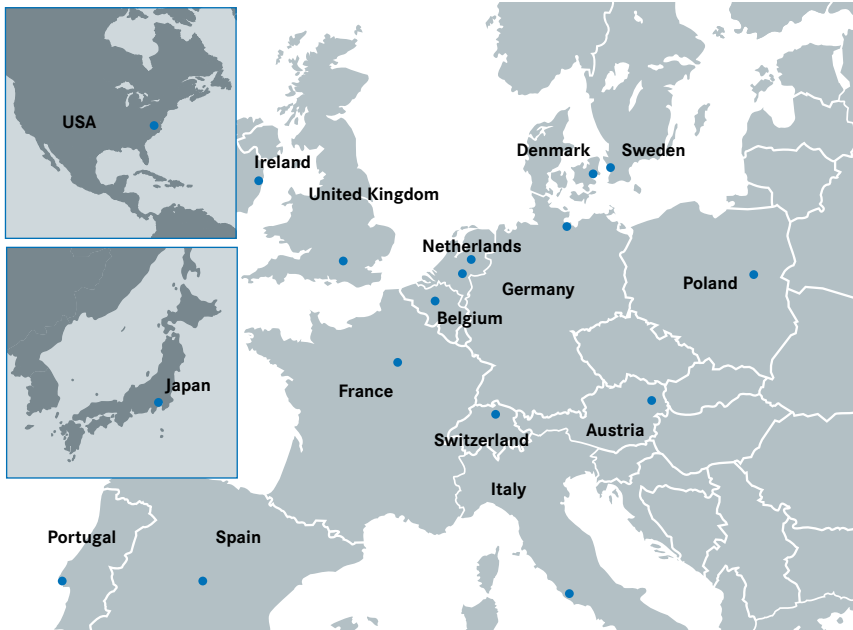 USA
Ireland
United Kingdom
Denmark
Sweden
Netherlands
Germany
Poland
Belgium
Japan
France
Switzerland
Austria
Italy
Portugal
Spain